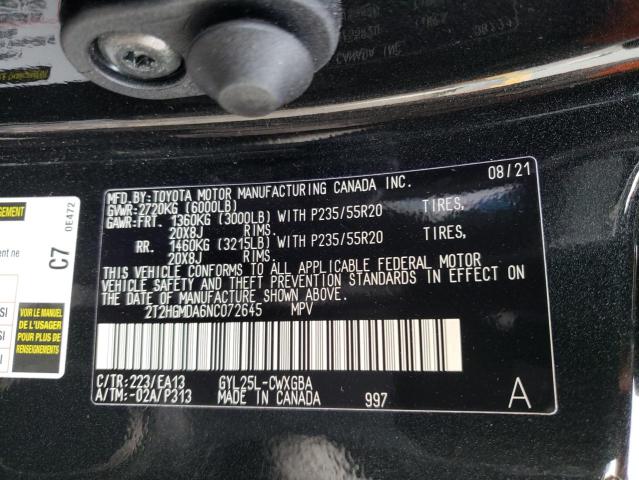 MFD.BY:TOYOTA MOTOR MANUFACTURING CANADA INC. 08/21
GVWR:2720KG (6000LB)
GAWR:FRT. 1360KG (3000LB) WITH P235/55R20 TIRES,
20X8J RIMS.
RR. 1460KG (3215LB) WITH P235/55R20 TIRES,
20X8J RIMS.
THIS VEHICLE CONFORMS TO ALL APPLICABLE FEDERAL MOTOR
VEHICLE SAFETY AND THEFT PREVENTION STANDARDS IN EFFECT ON
THE DATE OF MANUFACTURE SHOWN ABOVE.
2T2HGMDA6NC072645 MPV
C/TR:223/EA13 GYL25L-CWXGBA
A/TM:-02A/P313 MADE IN CANADA 997 A
C7 0E472
VOIR LE MANUEL
DE L'USAGER
POUR PLUS DE
RENSEIGNEMENTS
CANADA INC